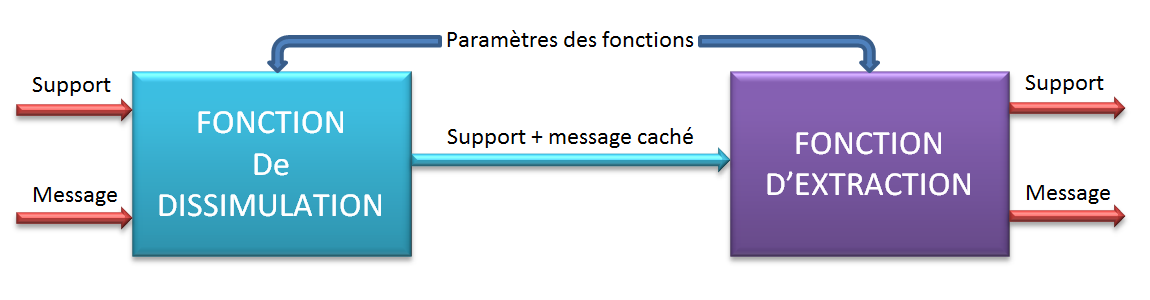 Paramètres des fonctions
Support
Message
FONCTION
De
DISSIMULATION
Support + message caché
FONCTION
D’EXTRACTION
Support
Message